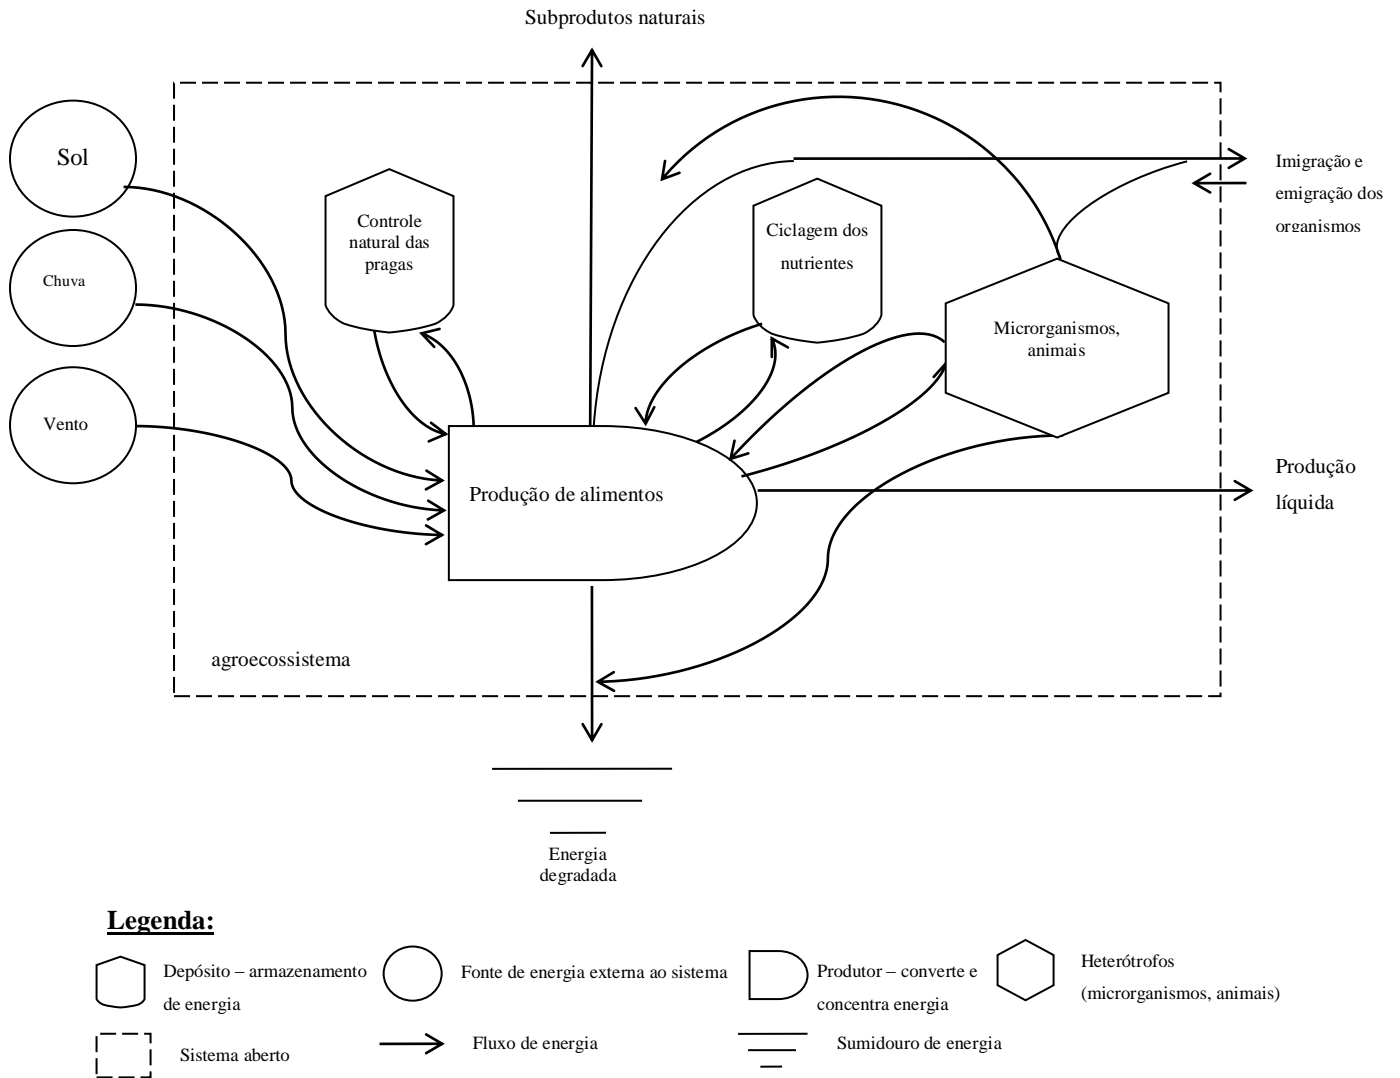 Subprodutos naturais
Sol
Chuva
Vento
Controle
natural das
pragas
Ciclagem dos
nutrientes
Microrganismos,
animais
Imigração e
emigração dos
organismos
Produção de alimentos
Produção
líquida
agroecossistema
Energia
degradada
Legenda:
Depósito – armazenamento
de energia
Fonte de energia externa ao sistema
Produtor – converte e
concentra energia
Heterótrofos
(microrganismos, animais)
Sistema aberto
Fluxo de energia
Sumidouro de energia